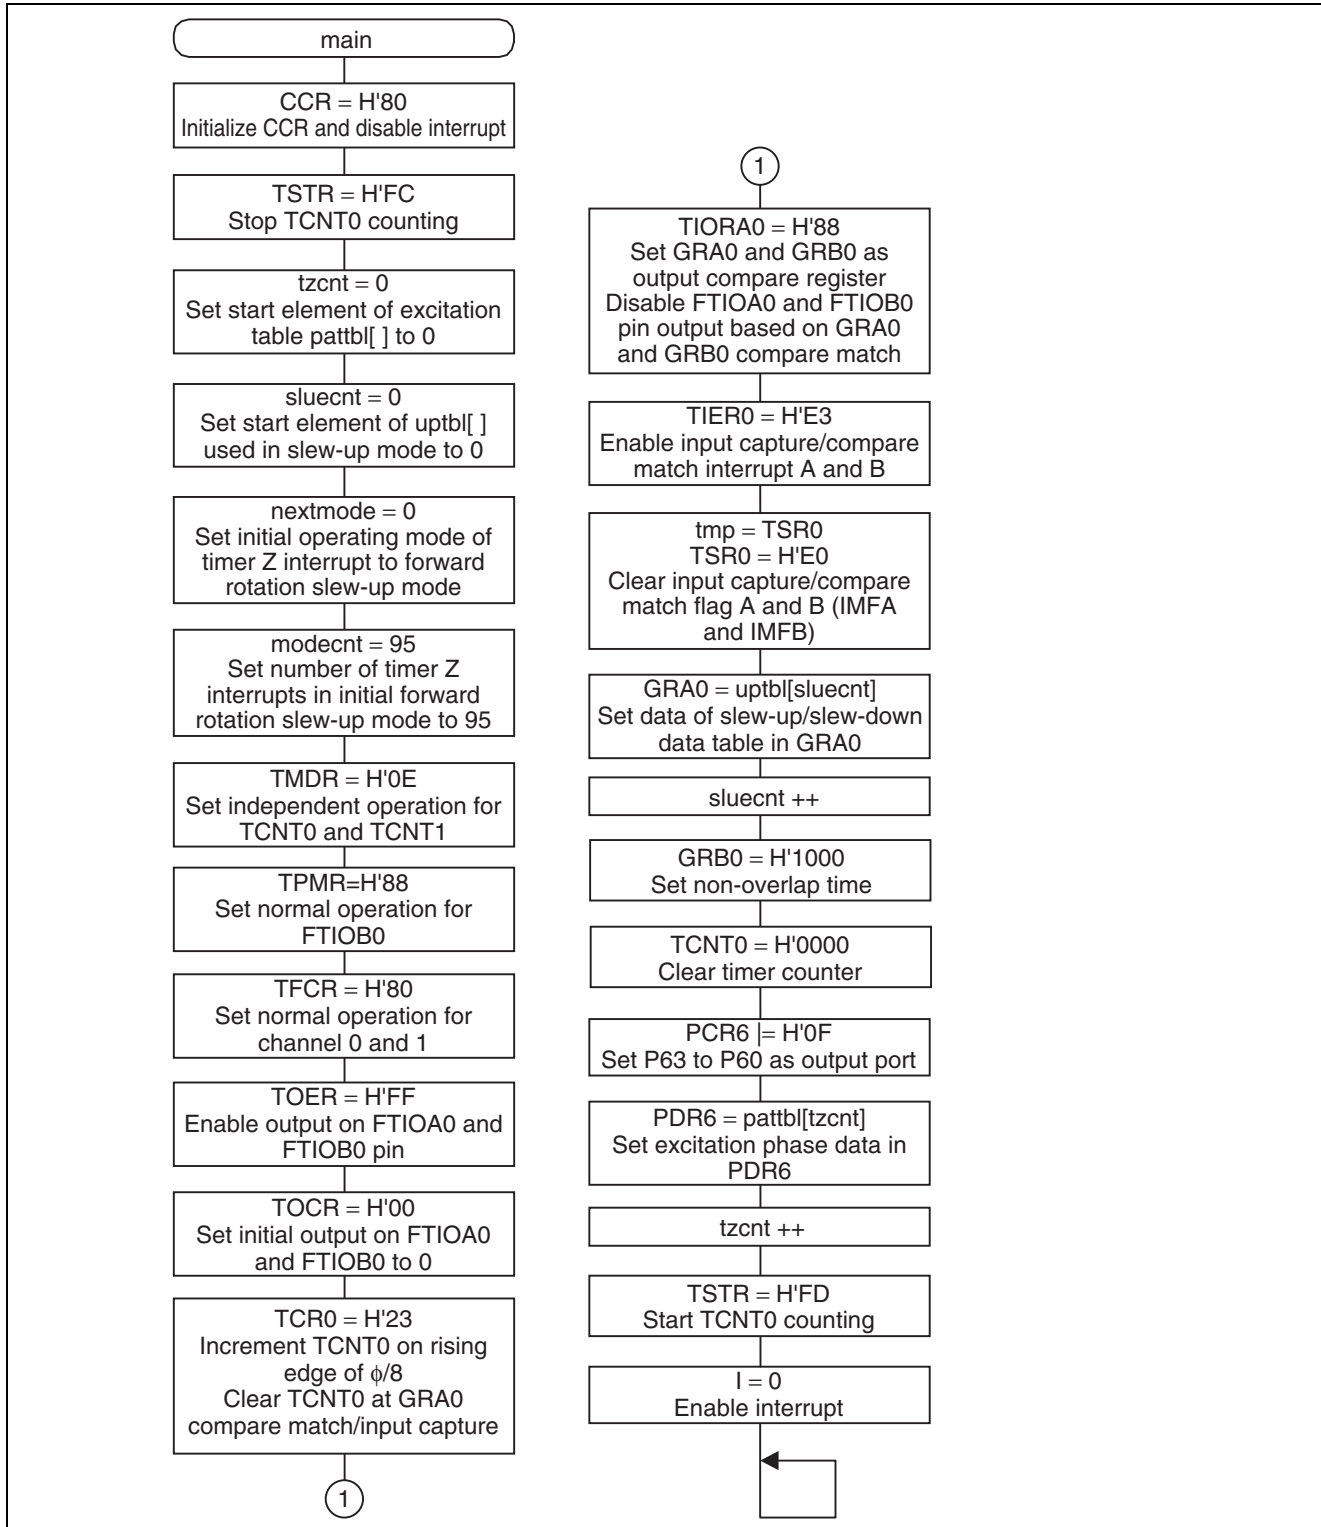 main
CCR = H'80
Initialize CCR and disable interrupt
TSTR = H'FC
Stop TCNT0 counting
tzcnt = 0
Set start element of excitation
table pattbl[ ] to 0
sluecnt = 0
Set start element of uptbl[ ]
used in slew-up mode to 0
nextmode = 0
Set initial operating mode of
timer Z interrupt to forward
rotation slew-up mode
modecnt = 95
Set number of timer Z
interrupts in initial forward
rotation slew-up mode to 95
TMDR = H'0E
Set independent operation for
TCNT0 and TCNT1
TPMR=H'88
Set normal operation for
FTIOB0
TFCR = H'80
Set normal operation for
channel 0 and 1
TOER = H'FF
Enable output on FTIOA0 and
FTIOB0 pin
TOCR = H'00
Set initial output on FTIOA0
and FTIOB0 to 0
TCR0 = H'23
Increment TCNT0 on rising
edge of ϕ/8
Clear TCNT0 at GRA0
compare match/input capture
1
1
TIORA0 = H'88
Set GRA0 and GRB0 as
output compare register
Disable FTIOA0 and FTIOB0
pin output based on GRA0
and GRB0 compare match
TIER0 = H'E3
Enable input capture/compare
match interrupt A and B
tmp = TSR0
TSR0 = H'E0
Clear input capture/compare
match flag A and B (IMFA
and IMFB)
GRA0 = uptbl[sluecnt]
Set data of slew-up/slew-down
data table in GRA0
sluecnt ++
GRB0 = H'1000
Set non-overlap time
TCNT0 = H'0000
Clear timer counter
PCR6 |= H'0F
Set P63 to P60 as output port
PDR6 = pattbl[tzcnt]
Set excitation phase data in
PDR6
tzcnt ++
TSTR = H'FD
Start TCNT0 counting
I = 0
Enable interrupt